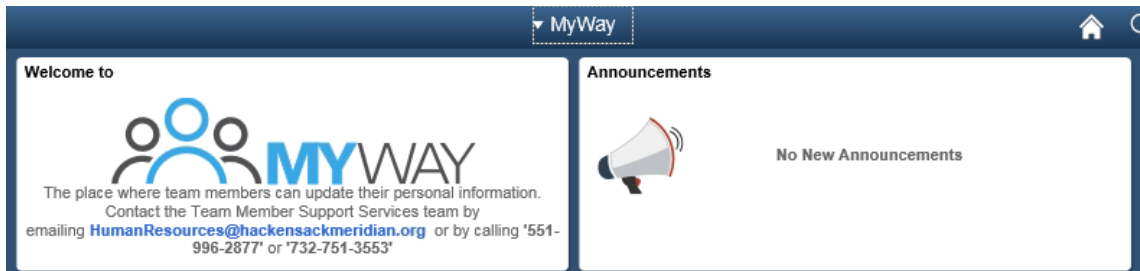 MyWay
Welcome to
MYWAY
The place where team members can update their personal information.
Contact the Team Member Support Services team by
emailing HumanResources@hackensackmeridian.org or by calling '551-
996-2877' or '732-751-3553'
Announcements
No New Announcements